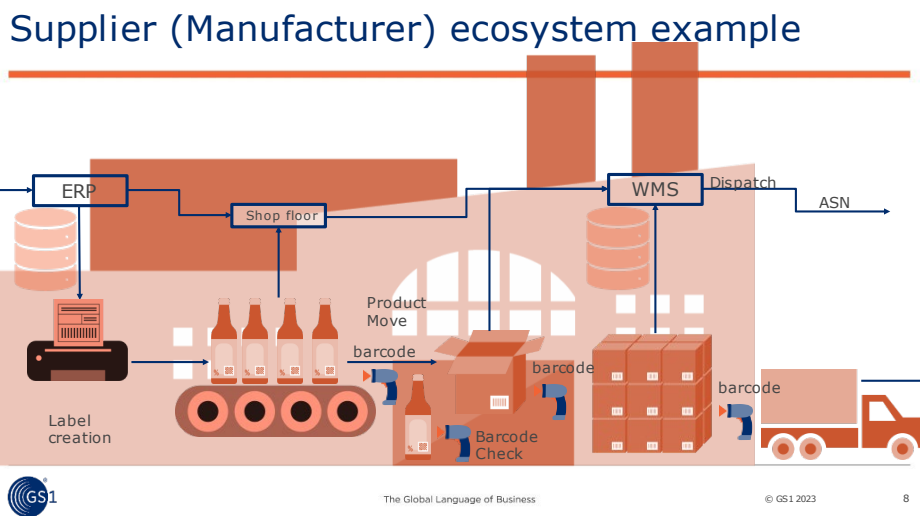 Supplier (Manufacturer) ecosystem example
ERP
Shop floor
WMS
Dispatch
ASN
Product
Move
barcode
barcode
barcode
Label
creation
Barcode
Check
GS1
The Global Language of Business
© GS1 2023
8